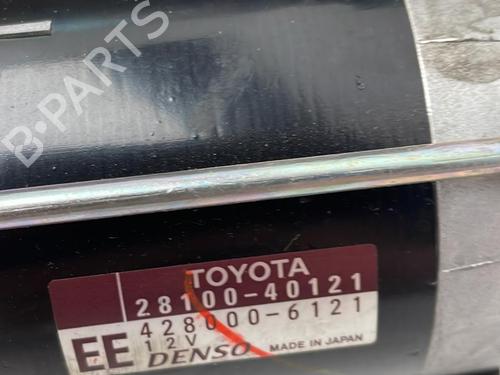 B-PARTS
TOYOTA
28100-40121
428000-6121
EE 12V
DENSO MADE IN JAPAN